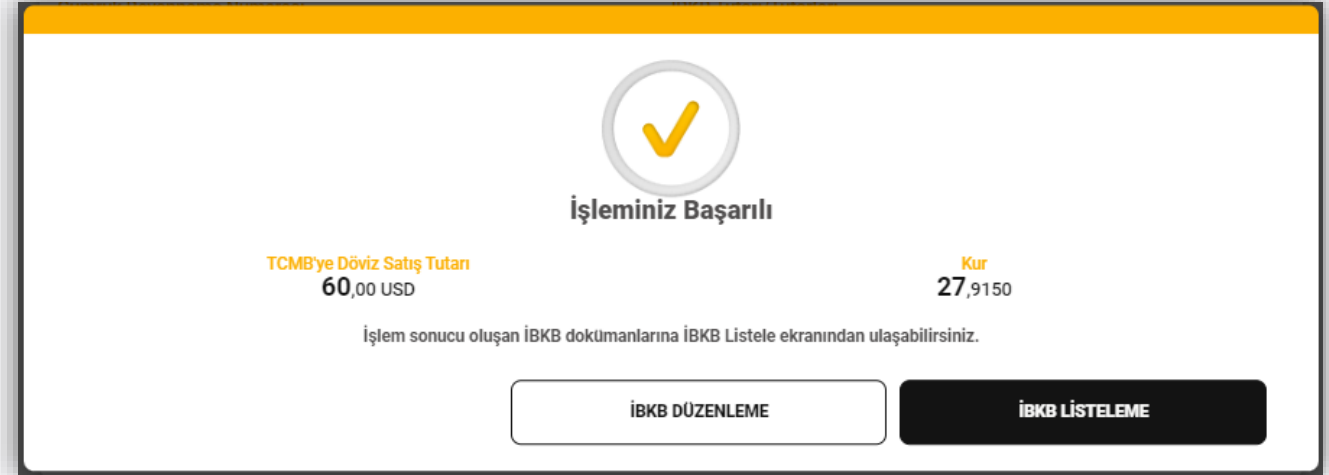 İşleminiz Başarılı
TCMB'ye Döviz Satış Tutarı
60,00 USD
Kur
27,9150
İşlem sonucu oluşan İBKB dokümanlarına İBKB Listele ekranından ulaşabilirsiniz.
İBKB DÜZENLEME
İBKB LİSTELEME